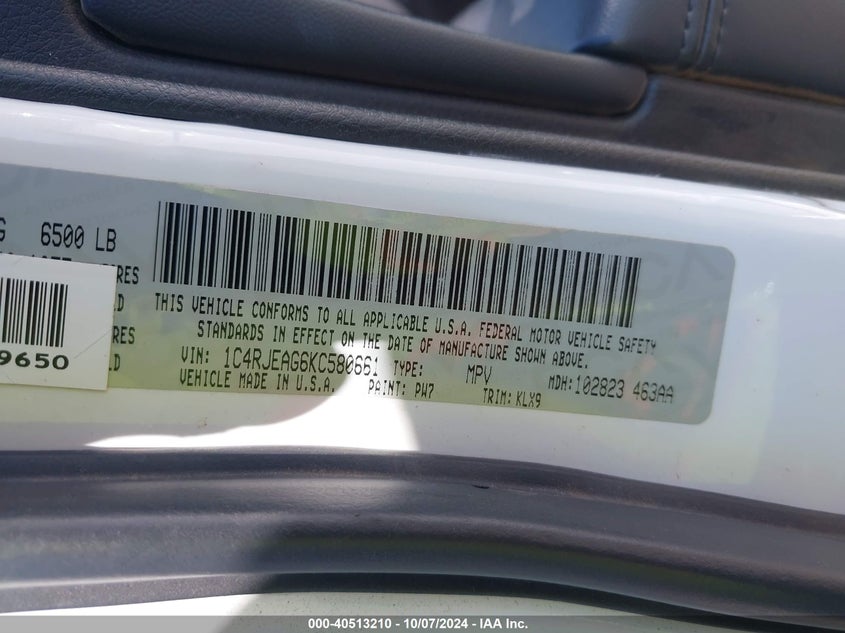 6500 LB
RES
THIS VEHICLE CONFORMS TO ALL APPLICABLE U.S.A. FEDERAL MOTOR VEHICLE SAFETY
STANDARDS IN EFFECT ON THE DATE OF MANUFACTURE SHOWN ABOVE.
VIN: 1C4RJEAG6KC580661 TYPE: MPV MDH:102823 463AA
VEHICLE MADE IN U.S.A. PAINT: PW7 TRIM: KLX9
RES
9650
000-40513210 - 10/07/2024 - IAA Inc.